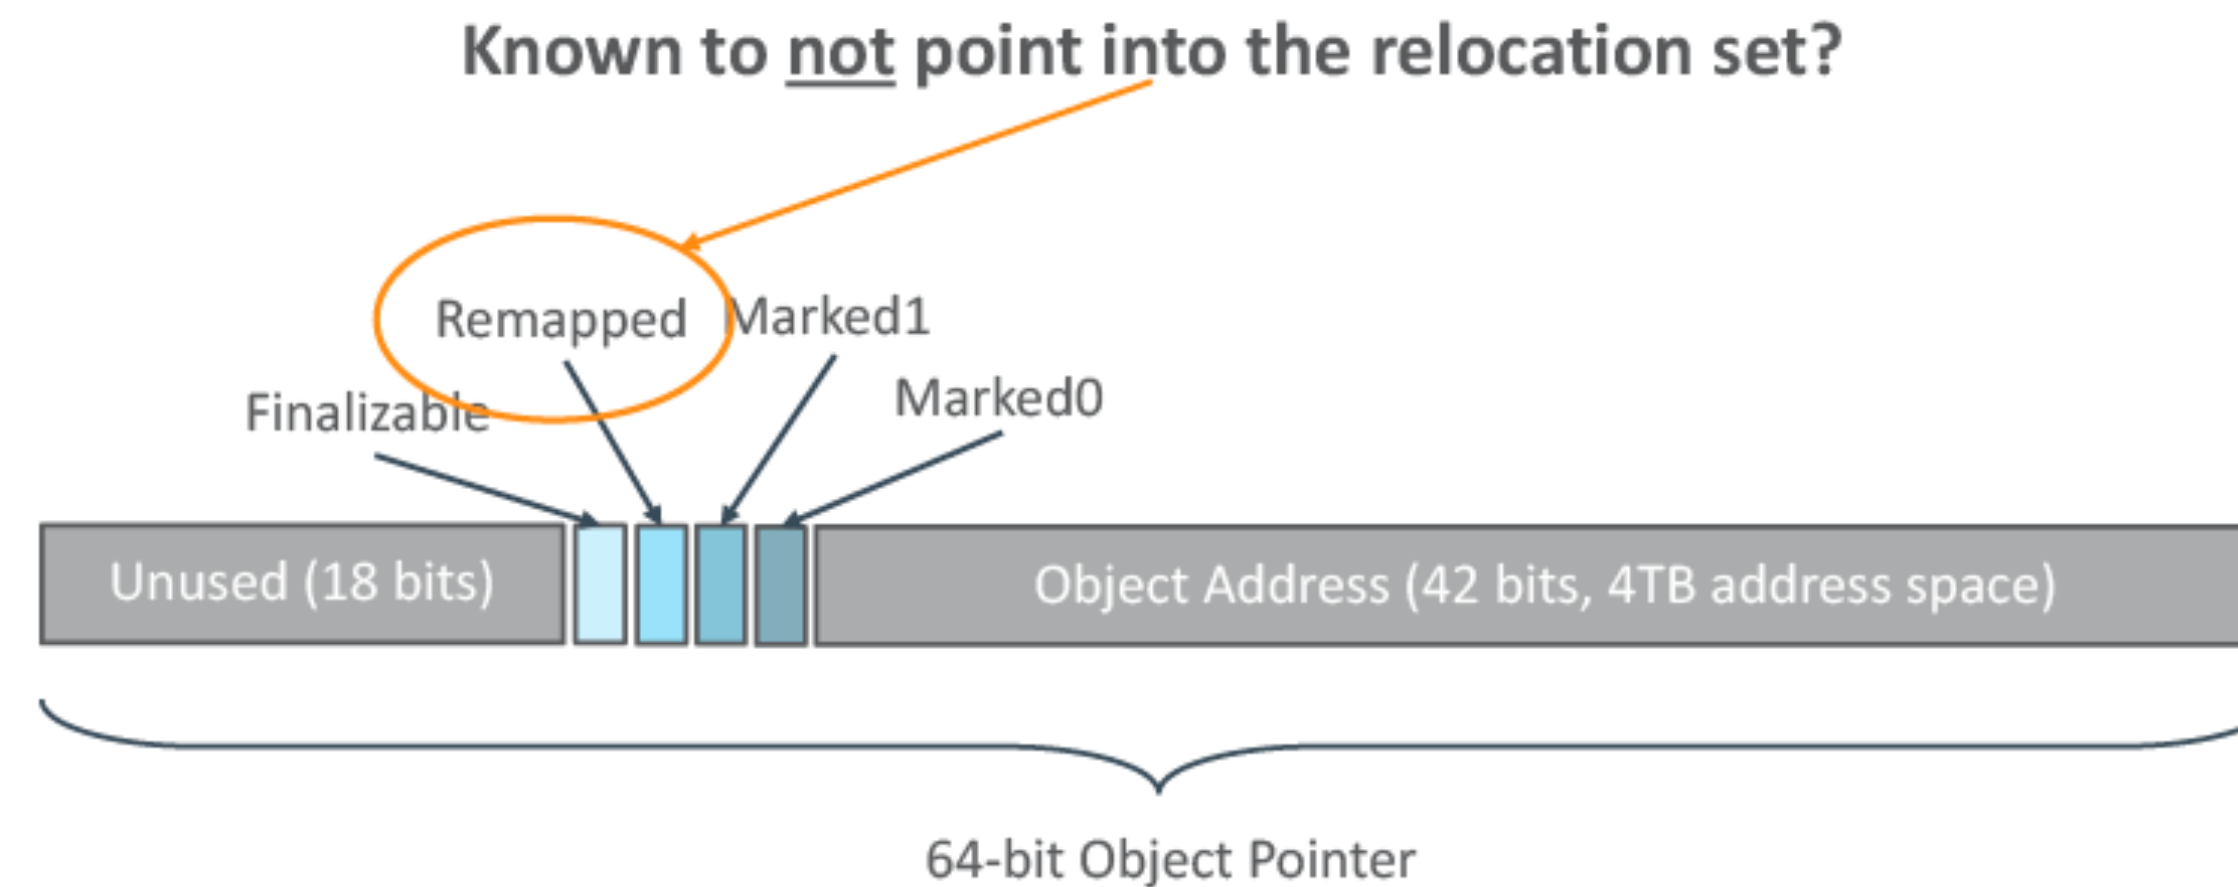 Known to not point into the relocation set?
Remapped
Marked1
Finalizable
Marked0
Unused (18 bits)
Object Address (42 bits, 4TB address space)
64-bit Object Pointer